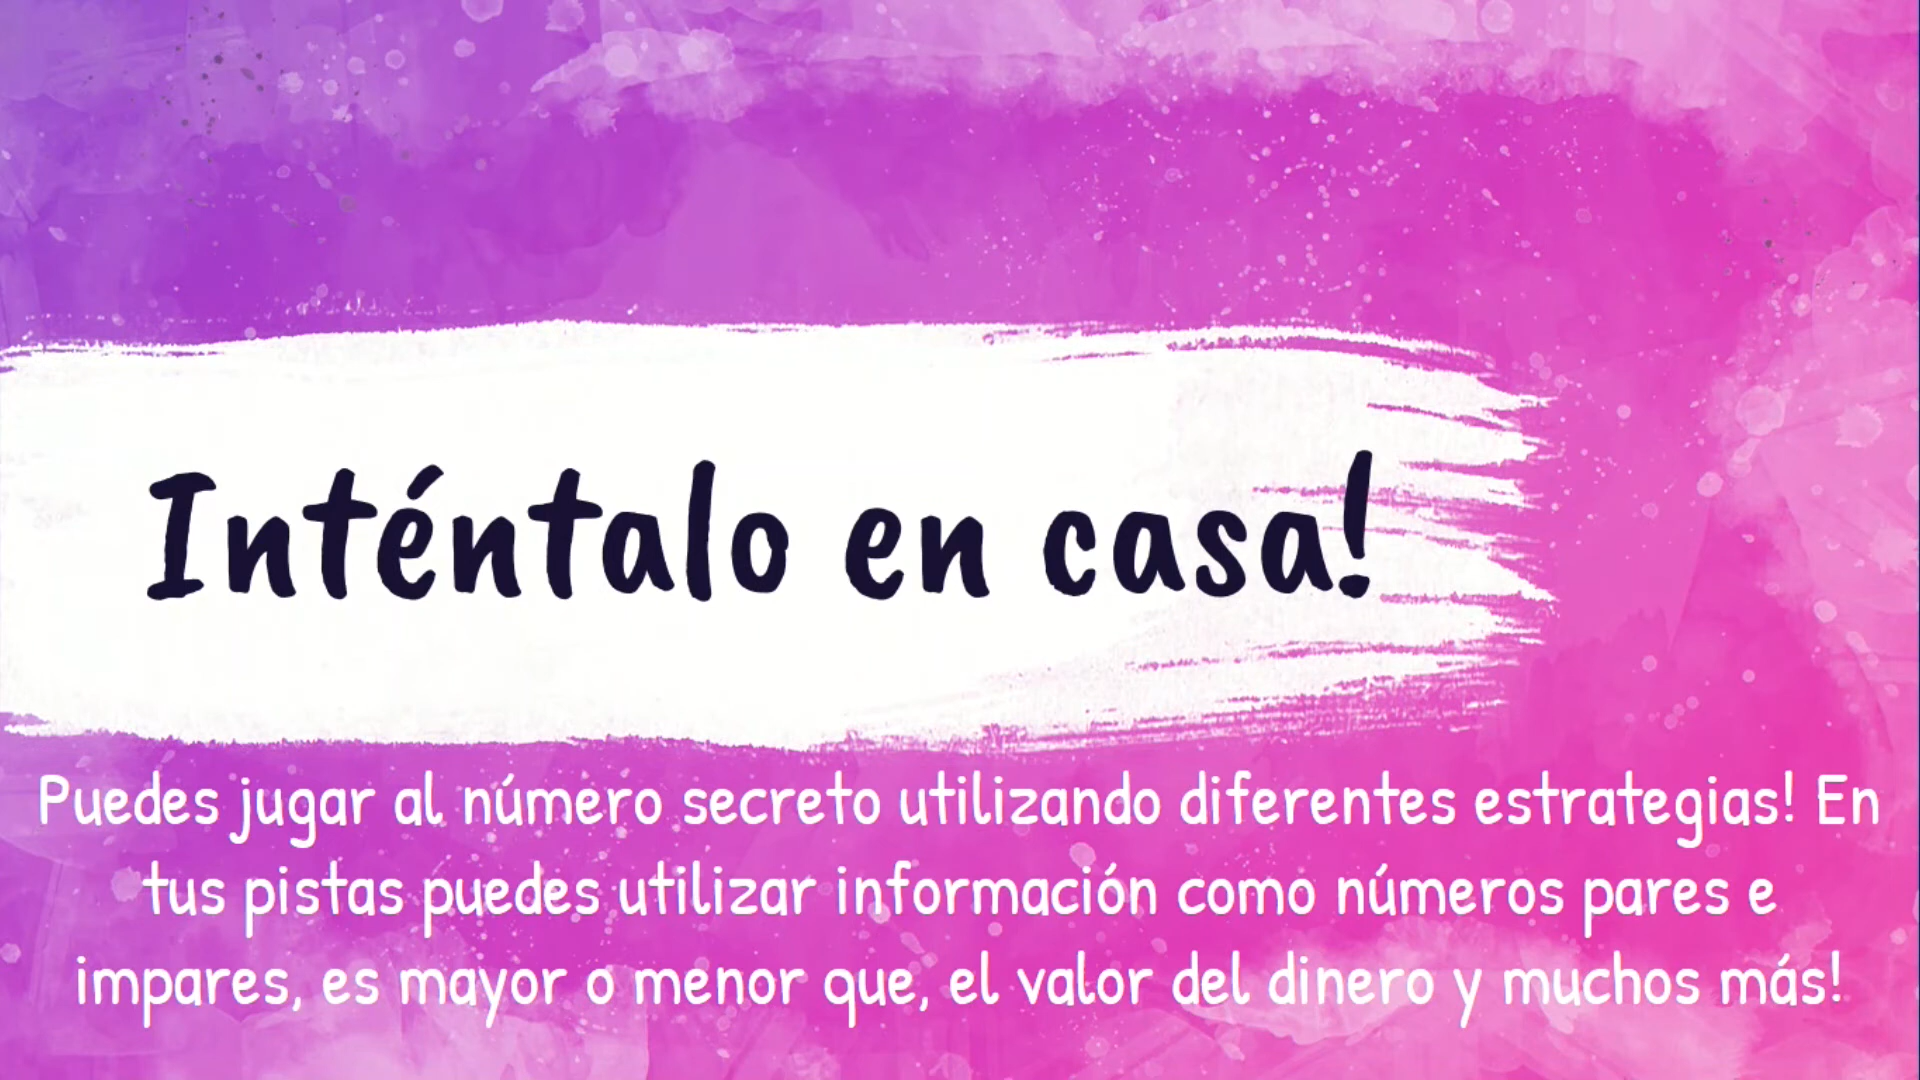 Inténtalo en casa!
Puedes jugar al número secreto utilizando diferentes estrategias! En
tus pistas puedes utilizar información como números pares e
impares, es mayor o menor que, el valor del dinero y muchos más!